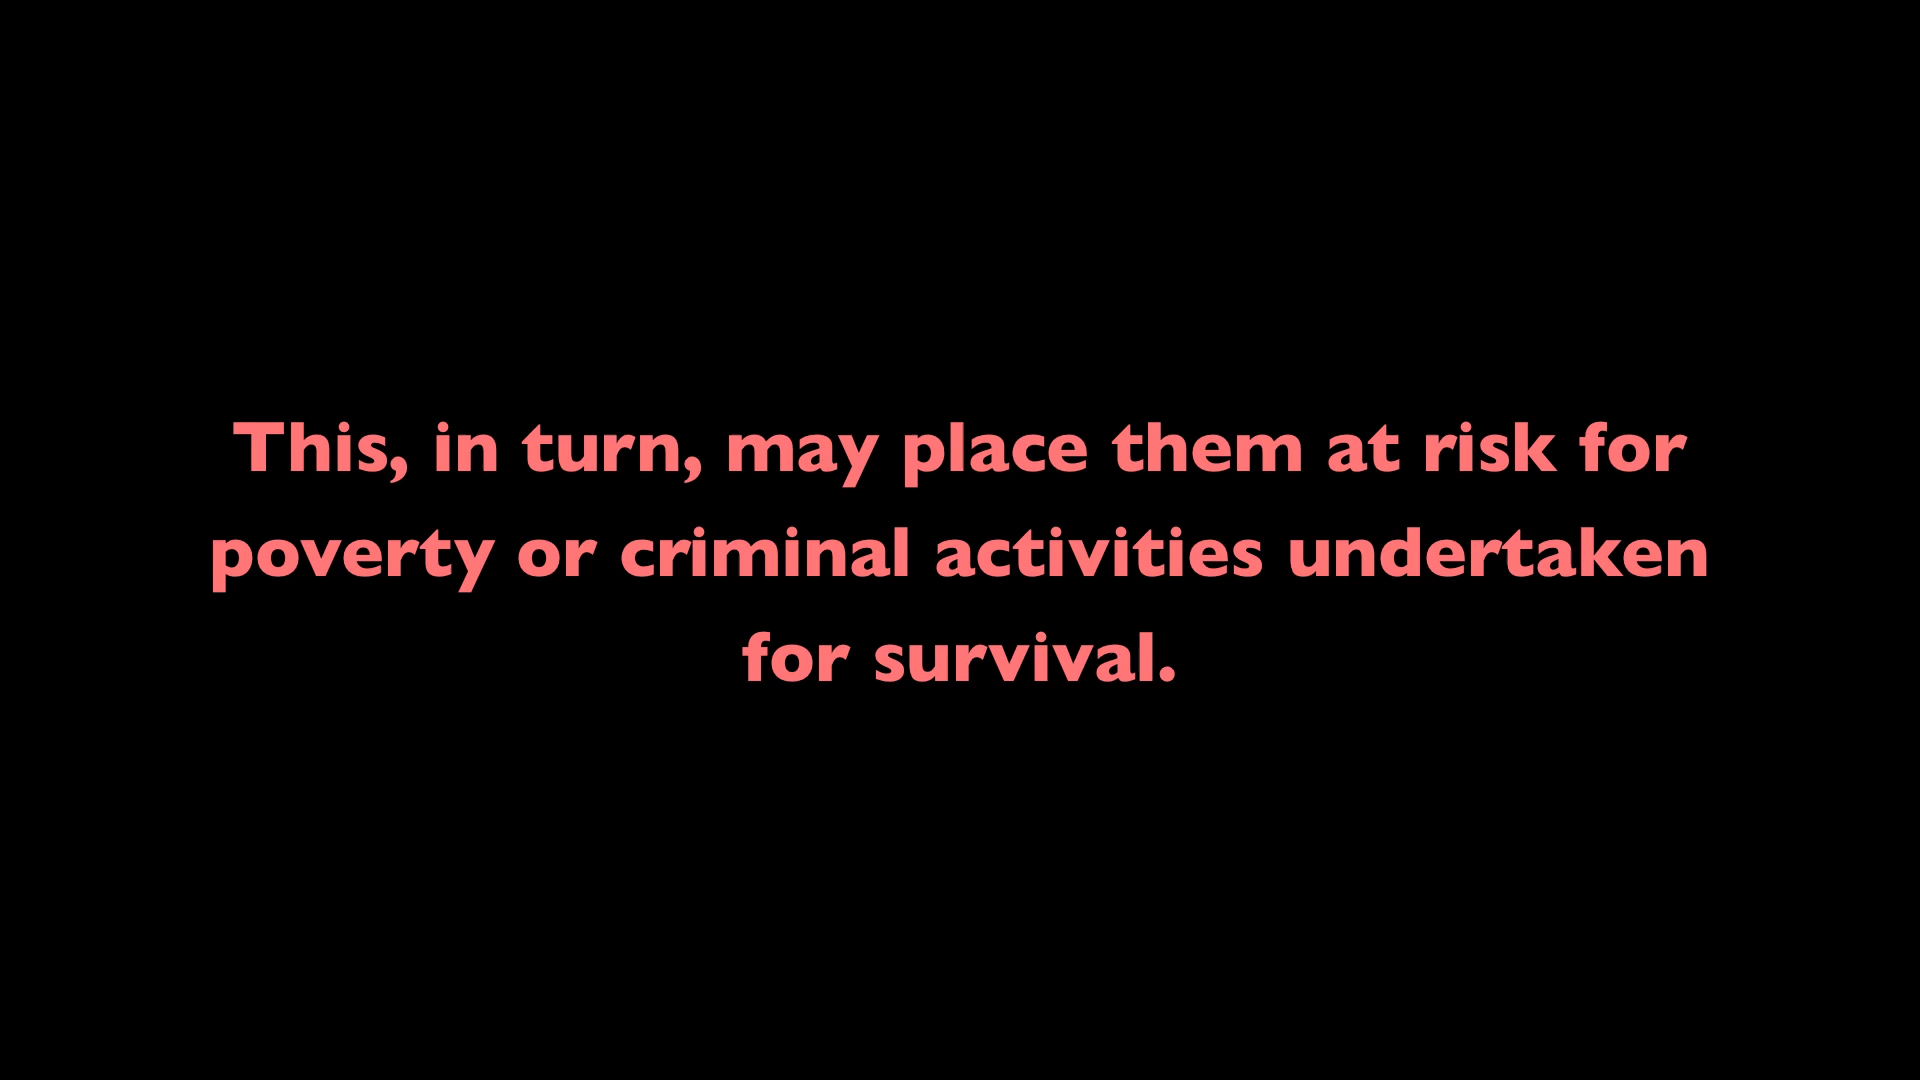 This, in turn, may place them at risk for
poverty or criminal activities undertaken
for survival.